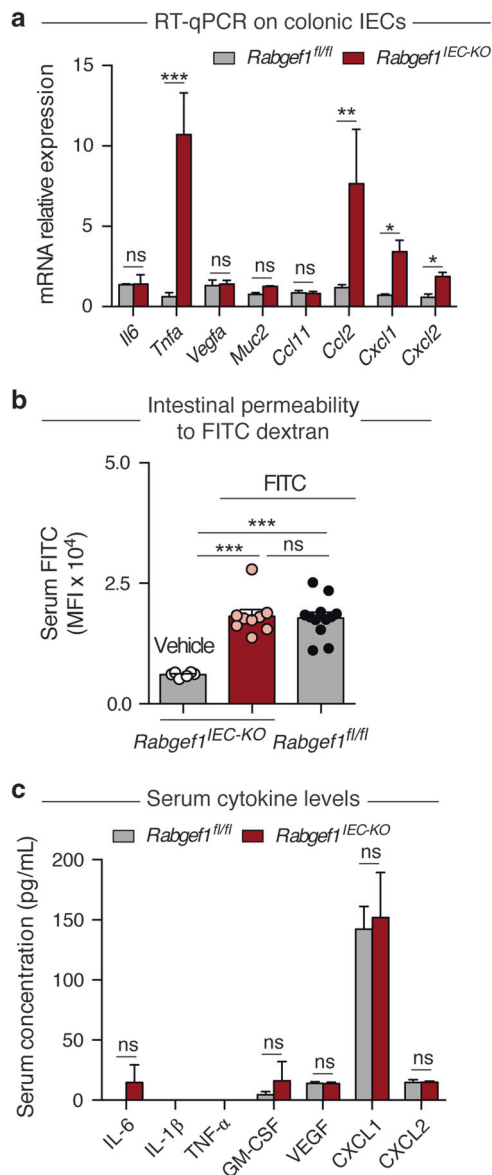 a
RT-qPCR on colonic IECs
Rabgef1fl/fl Rabgef1IEC-KO
mRNA relative expression
15
10
5
0
ns *** ns ns ns ** * *
Il6 Tnfa Vegfa Muc2 Ccl11 Ccl2 Cxcl1 Cxcl2
b
Intestinal permeability
to FITC dextran
FITC
Serum FITC
(MFI x 10⁴)
5.0
2.5
0.0
***
*** ns
Vehicle
Rabgef1IEC-KO Rabgef1fl/fl
c
Serum cytokine levels
Rabgef1fl/fl Rabgef1IEC-KO
Serum concentration (pg/mL)
200
150
100
50
0
ns ns ns ns ns
IL-6 IL-1β TNF-α GM-CSF VEGF CXCL1 CXCL2